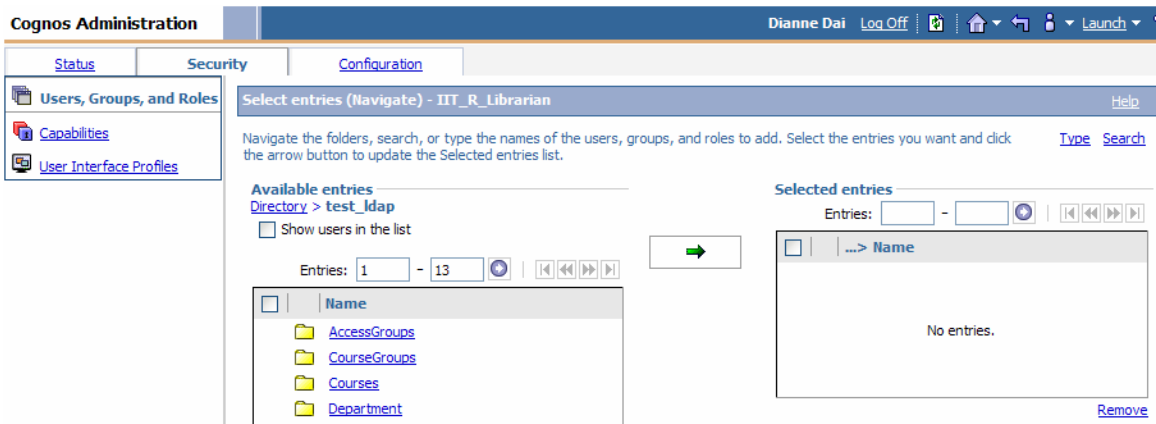 Cognos Administration
Dianne Dai Log Off Launch
Status Security Configuration
Users, Groups, and Roles
Capabilities
User Interface Profiles
Select entries (Navigate) - IIT_R_Librarian Help
Navigate the folders, search, or type the names of the users, groups, and roles to add. Select the entries you want and click
the arrow button to update the Selected entries list.
Type Search
Available entries
Directory > test_ldap
Show users in the list
Entries: 1 - 13
Name
AccessGroups
CourseGroups
Courses
Department
Selected entries
Entries: -
...> Name
No entries.
Remove